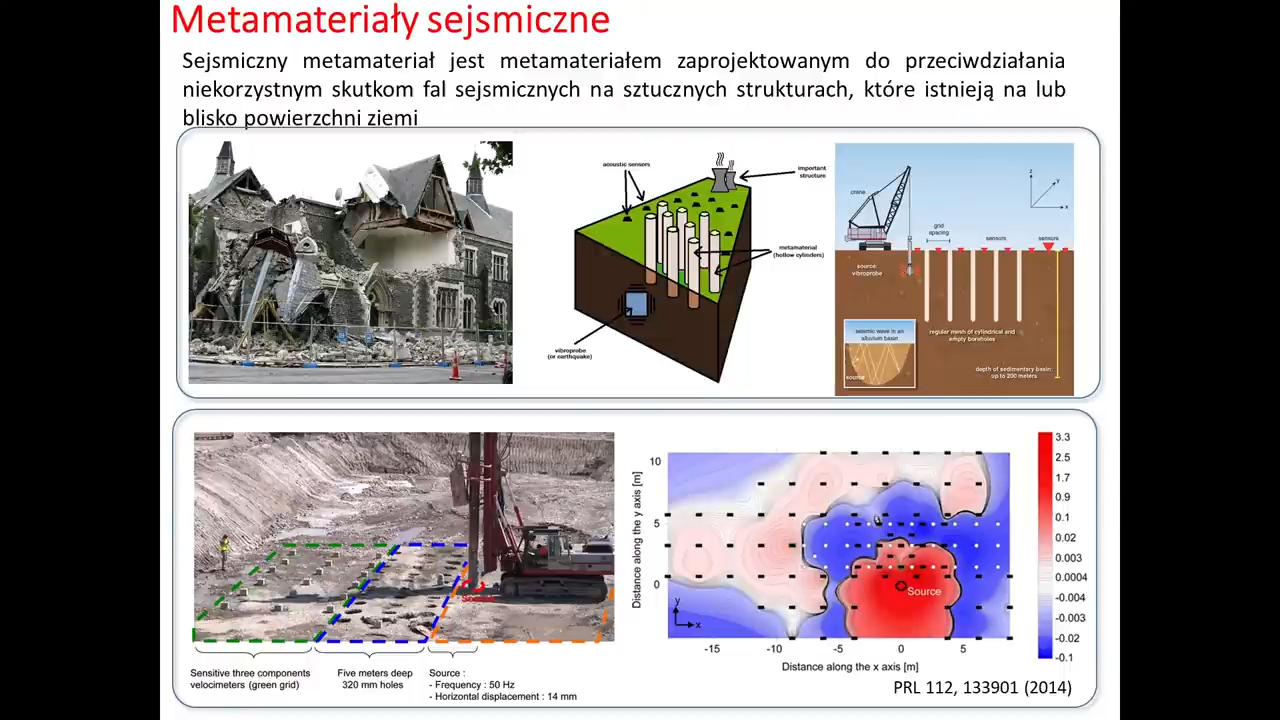 Metamateriały sejsmiczne
Sejsmiczny metamateriał jest metamateriałem zaprojektowanym do przeciwdziałania
niekorzystnym skutkom fal sejsmicznych na sztucznych strukturach, które istnieją na lub
blisko powierzchni ziemi
acoustic sensors
important
structure
metamaterial
(hollow cylinders)
vibroprobe
(or earthquake)
crane
z
y
x
grid
spacing
sensors
sensors
source:
vibroprobe
regular mesh of cylindrical and
empty boreholes
seismic wave in an
alluvium basin
source
depth of sedimentary basin:
up to 200 meters
Sensitive three components
velocimeters (green grid)
Five meters deep
320 mm holes
Source :
- Frequency : 50 Hz
- Horizontal displacement : 14 mm
Distance along the y axis [m]
10
5
0
y
x
Source
-15
-10
-5
0
5
Distance along the x axis [m]
3.3
2.5
1.7
0.9
0.1
0.02
0.003
0.0004
-0.004
-0.003
-0.02
-0.1
PRL 112, 133901 (2014)